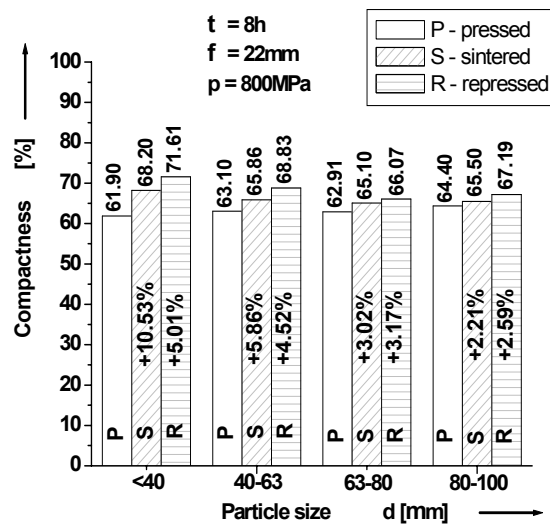 t = 8h
f = 22mm
p = 800MPa
P - pressed
S - sintered
R - repressed
Compactness [%]
100
90
80
70
60
50
40
30
20
10
0
61.90
68.20
71.61
63.10
65.86
68.83
62.91
65.10
66.07
64.40
65.50
67.19
+10.53%
+5.01%
+5.86%
+4.52%
+3.02%
+3.17%
+2.21%
+2.59%
P S R
P S R
P S R
P S R
<40 40-63 63-80 80-100
Particle size d [mm]